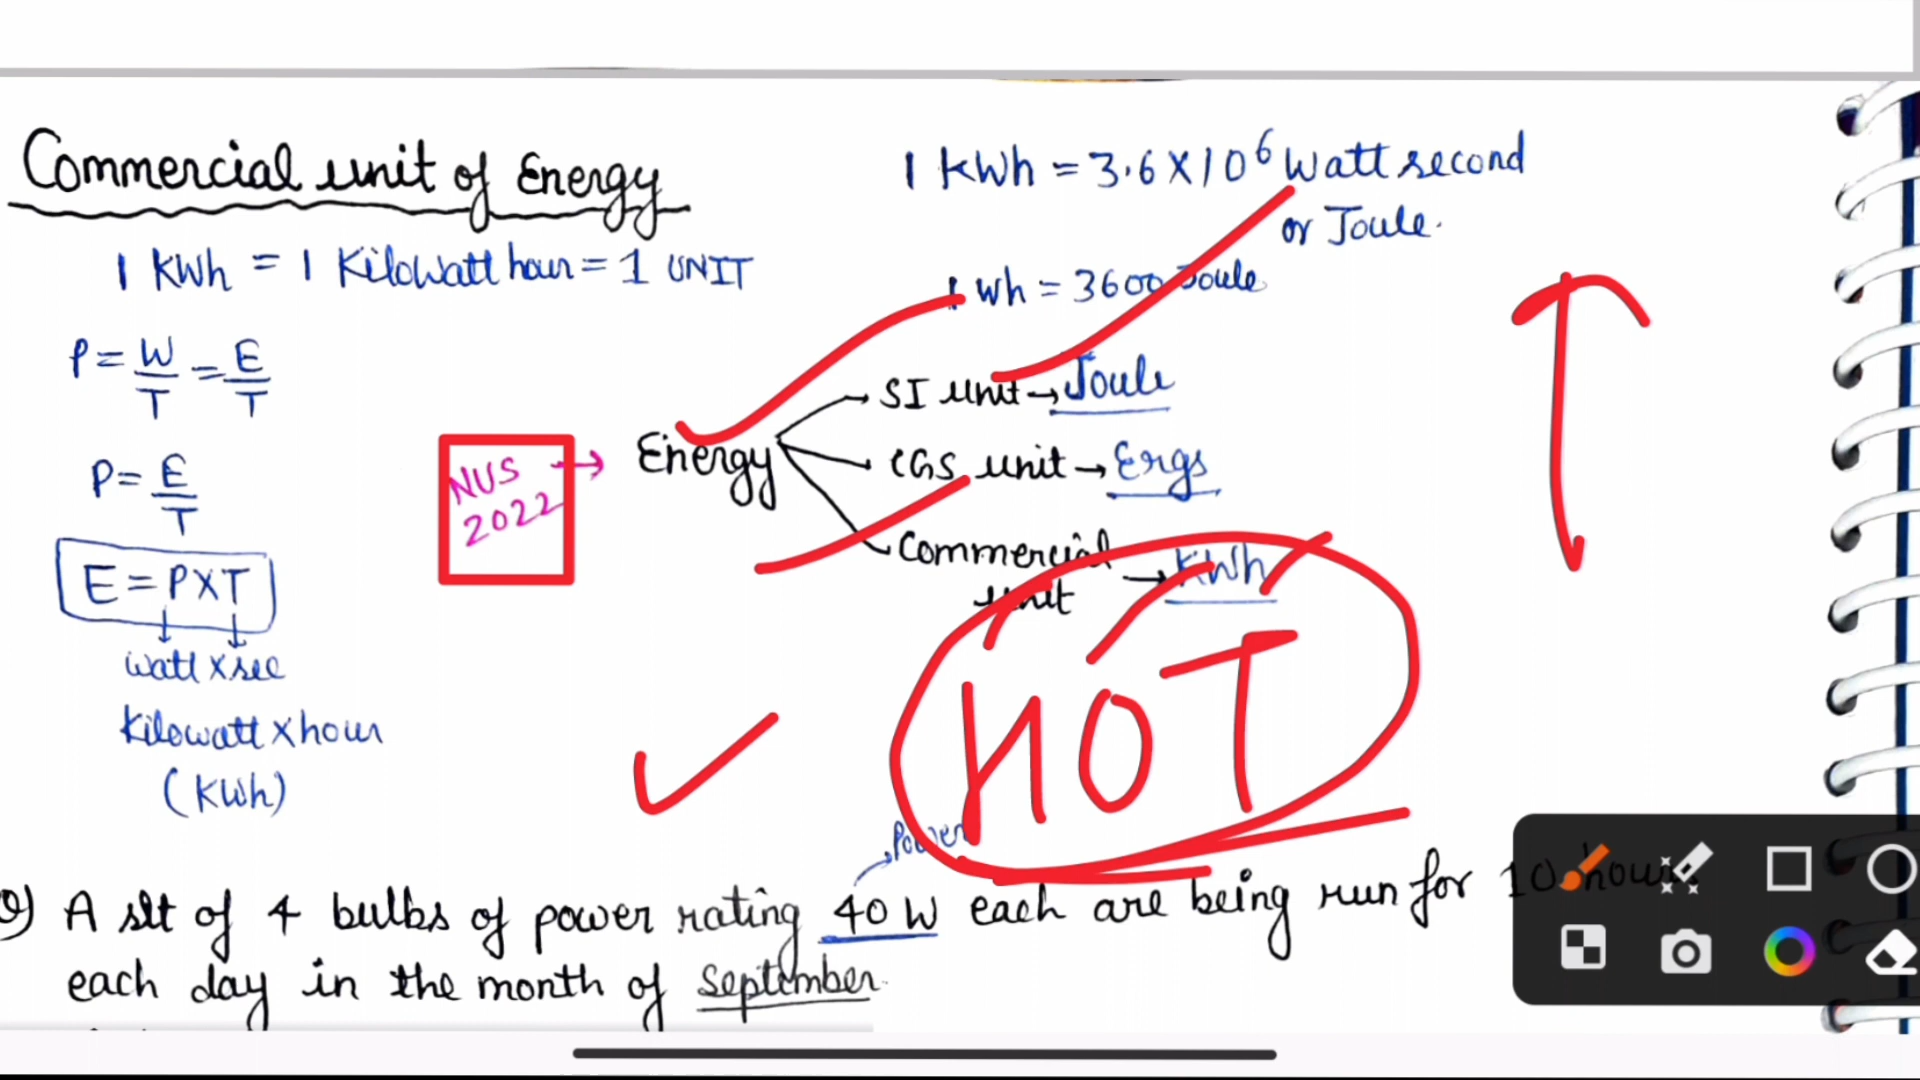 Commercial unit of Energy
1 KWh = 1 Kilowatt hour = 1 UNIT
1 KWh = 3.6 X 10⁶ Watt second
or Joule.
1 Wh = 3600 Joule
P = W/T = E/T
P = E/T
E = PXT
watt x sec
Kilowatt x hour
(KWh)
NUS
2022
→ Energy
SI unit → Joule
CGS unit → Ergs
Commercial unit → KWh
HOT
Power
Q) A set of 4 bulbs of power rating 40 W each are being run for 10 hours
each day in the month of September.